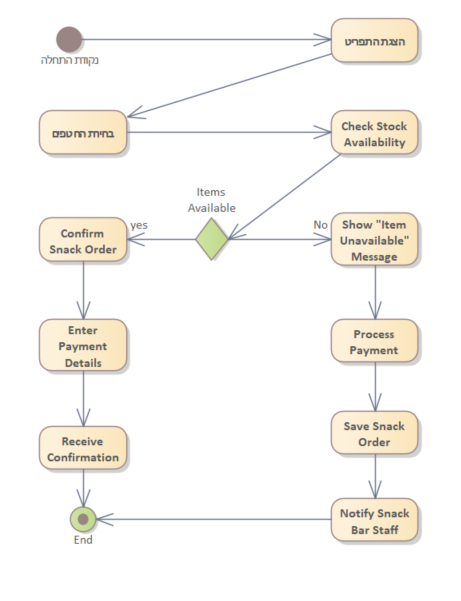 הצגת התפריט
נקודת התחלה
בחירת החטפים
Check Stock
Availability
Items
Available
yes
No
Confirm
Snack Order
Show "Item
Unavailable"
Message
Enter
Payment
Details
Process
Payment
Receive
Confirmation
Save Snack
Order
End
Notify Snack
Bar Staff